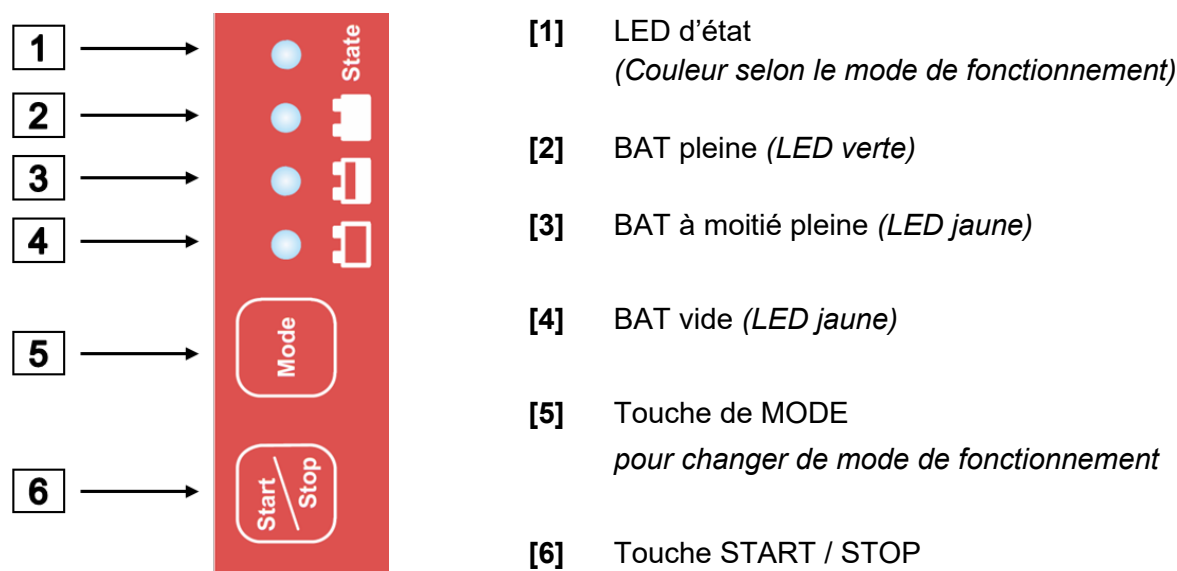 1
2
3
4
5
6
State
Mode
Start
Stop
[1] LED d’état
(Couleur selon le mode de fonctionnement)
[2] BAT pleine (LED verte)
[3] BAT à moitié pleine (LED jaune)
[4] BAT vide (LED jaune)
[5] Touche de MODE
pour changer de mode de fonctionnement
[6] Touche START / STOP